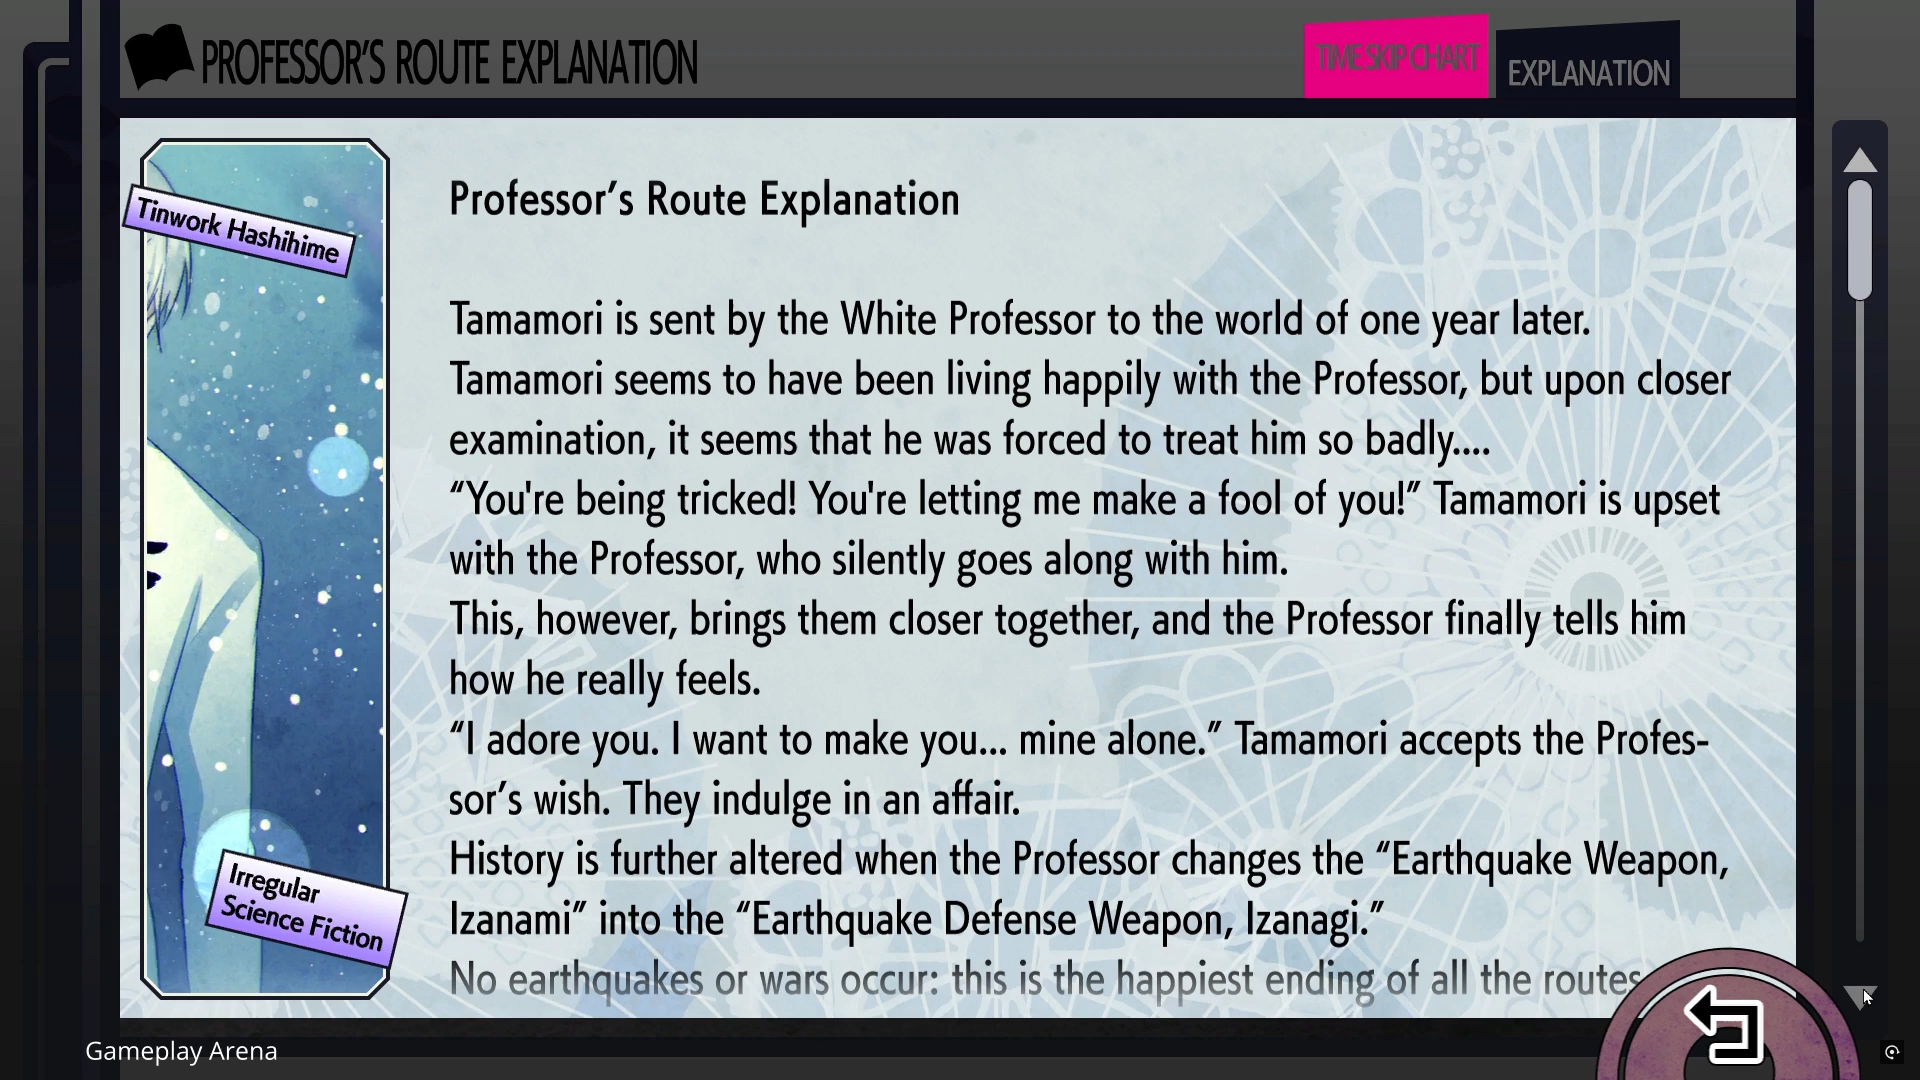 PROFESSOR'S ROUTE EXPLANATION
TIME SKIP CHART
EXPLANATION
Tinwork Hashihime
Professor's Route Explanation
Tamamori is sent by the White Professor to the world of one year later.
Tamamori seems to have been living happily with the Professor, but upon closer
examination, it seems that he was forced to treat him so badly....
“You're being tricked! You're letting me make a fool of you!” Tamamori is upset
with the Professor, who silently goes along with him.
This, however, brings them closer together, and the Professor finally tells him
how he really feels.
“I adore you. I want to make you... mine alone.” Tamamori accepts the Profes-
sor's wish. They indulge in an affair.
History is further altered when the Professor changes the “Earthquake Weapon,
Izanami” into the “Earthquake Defense Weapon, Izanagi.”
No earthquakes or wars occur: this is the happiest ending of all the routes
Irregular
Science Fiction
Gameplay Arena